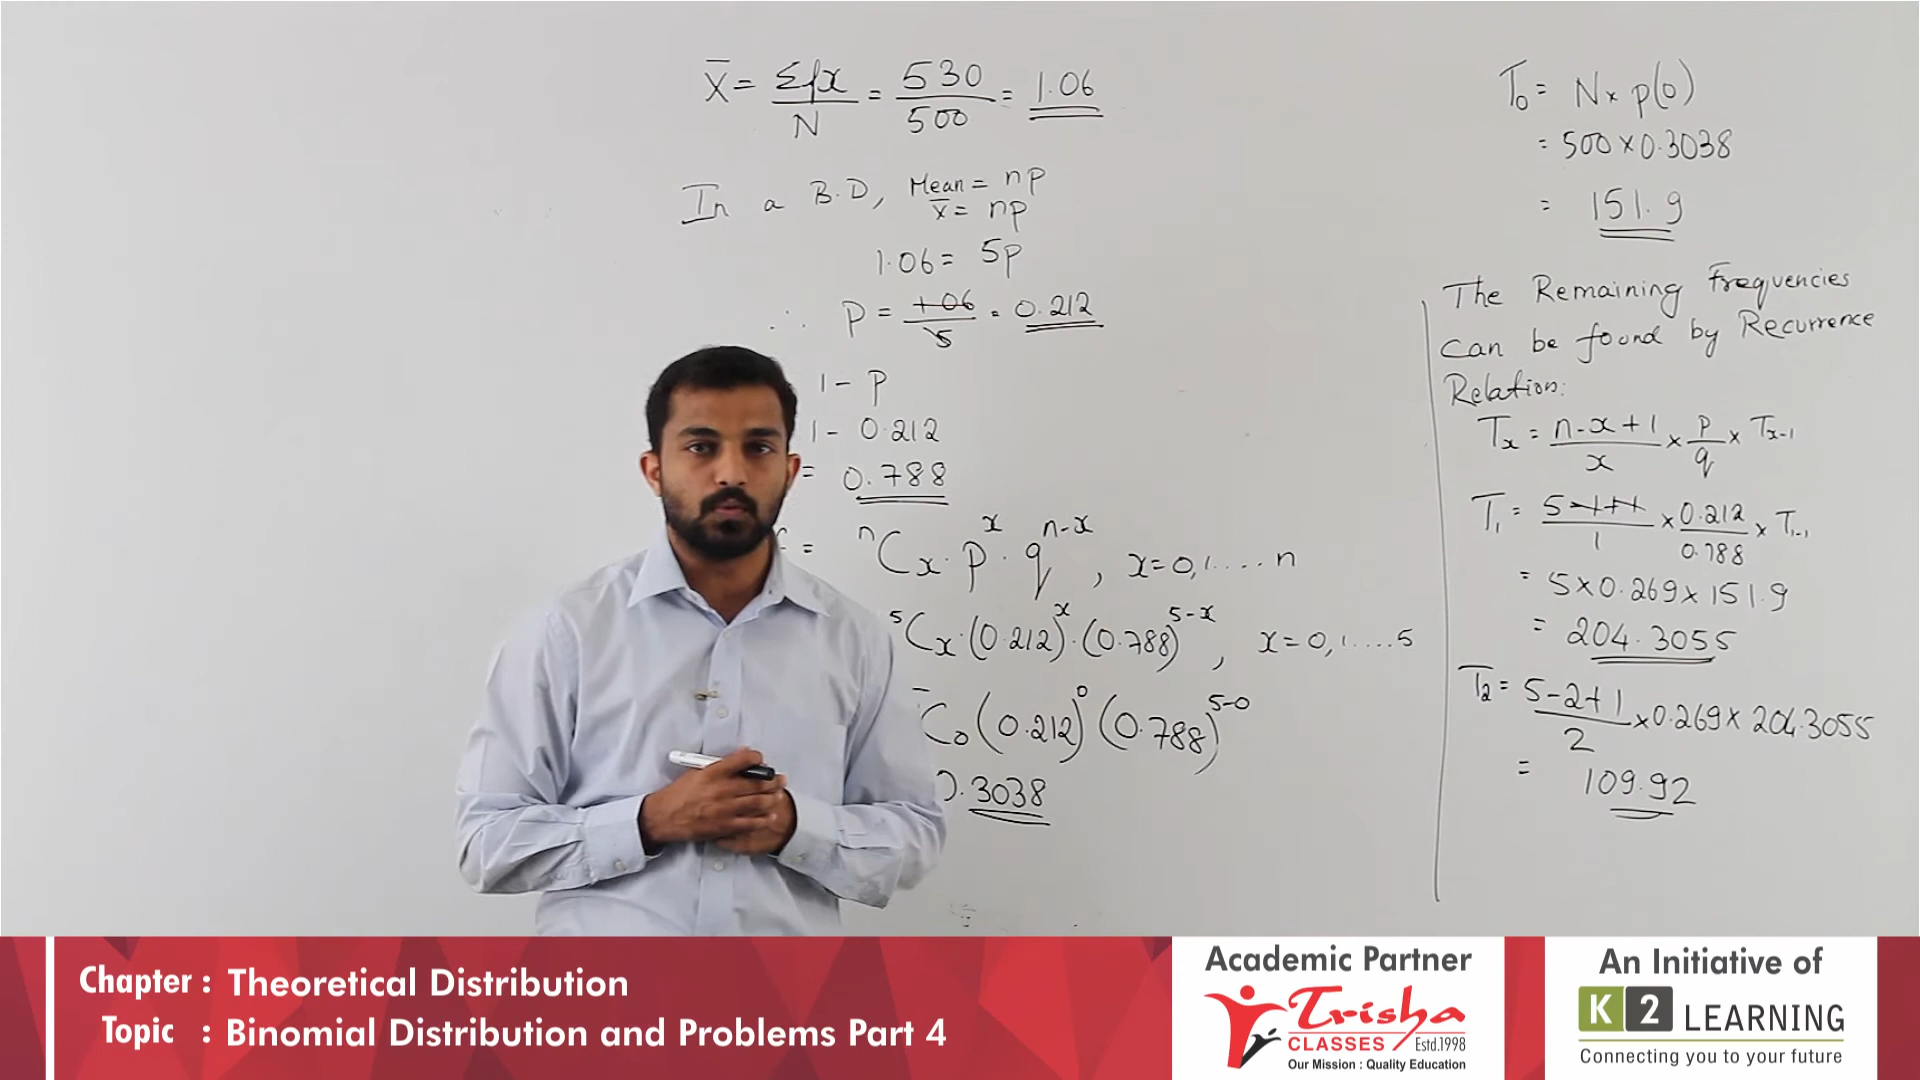 X̄ = Σfx/N = 530/500 = 1.06
In a B.D, Mean = np
x̄ = np
1.06 = 5p
∴ P = 1.06/5 = 0.212
1 - p
1 - 0.212
= 0.788
= ⁿCx · p^x · q^(n-x), x = 0, 1 .... n
⁵Cx · (0.212)^x · (0.788)^(5-x), x = 0, 1 .... 5
C₀ (0.212)^0 (0.788)^(5-0)
0.3038
T₀ = N × p(0)
= 500 × 0.3038
= 151.9
The Remaining Frequencies
Can be found by Recurrence
Relation:
Tx = (n-x+1)/x × p/q × Tx-1
T₁ = (5-1+1)/1 × 0.212/0.788 × T₁₋₁
= 5 × 0.269 × 151.9
= 204.3055
T₂ = (5-2+1)/2 × 0.269 × 204.3055
= 109.92
Chapter : Theoretical Distribution
Topic : Binomial Distribution and Problems Part 4
Academic Partner
Trisha
CLASSES Estd.1998
Our Mission : Quality Education
An Initiative of
K2 LEARNING
Connecting you to your future